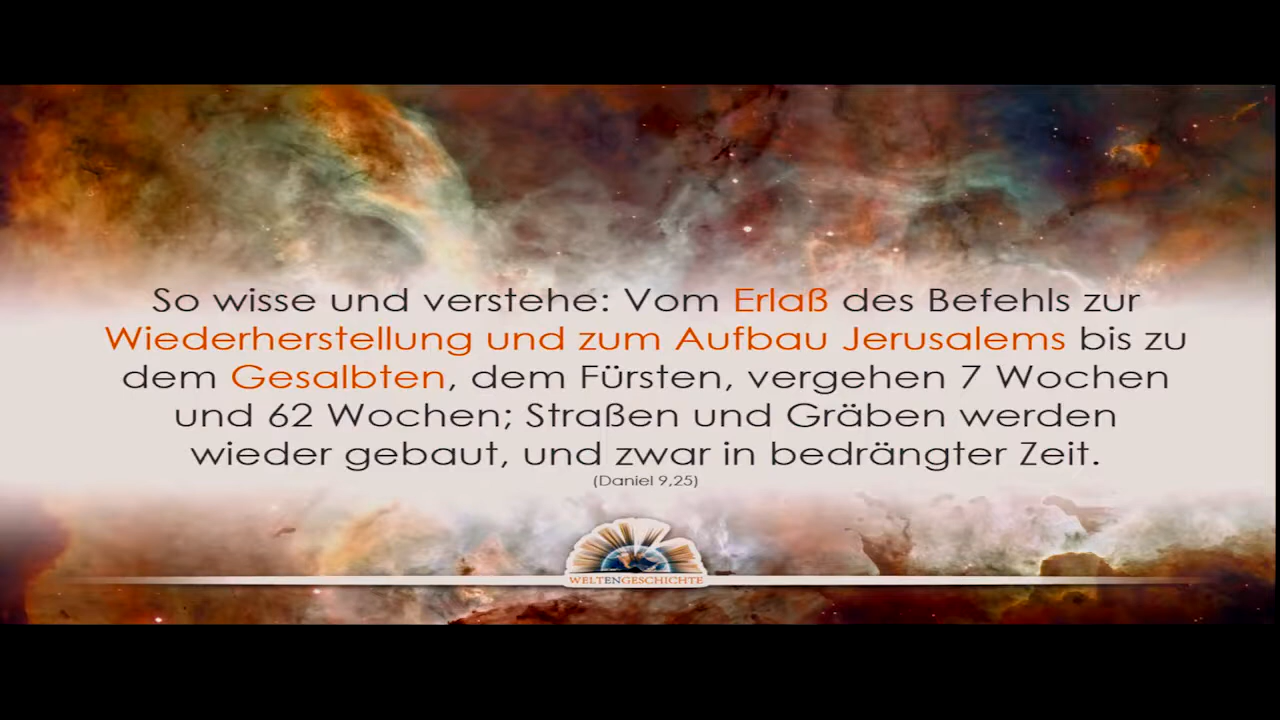 So wisse und verstehe: Vom Erlaß des Befehls zur
Wiederherstellung und zum Aufbau Jerusalems bis zu
dem Gesalbten, dem Fürsten, vergehen 7 Wochen
und 62 Wochen; Straßen und Gräben werden
wieder gebaut, und zwar in bedrängter Zeit.
(Daniel 9,25)
WELTENGESCHICHTE